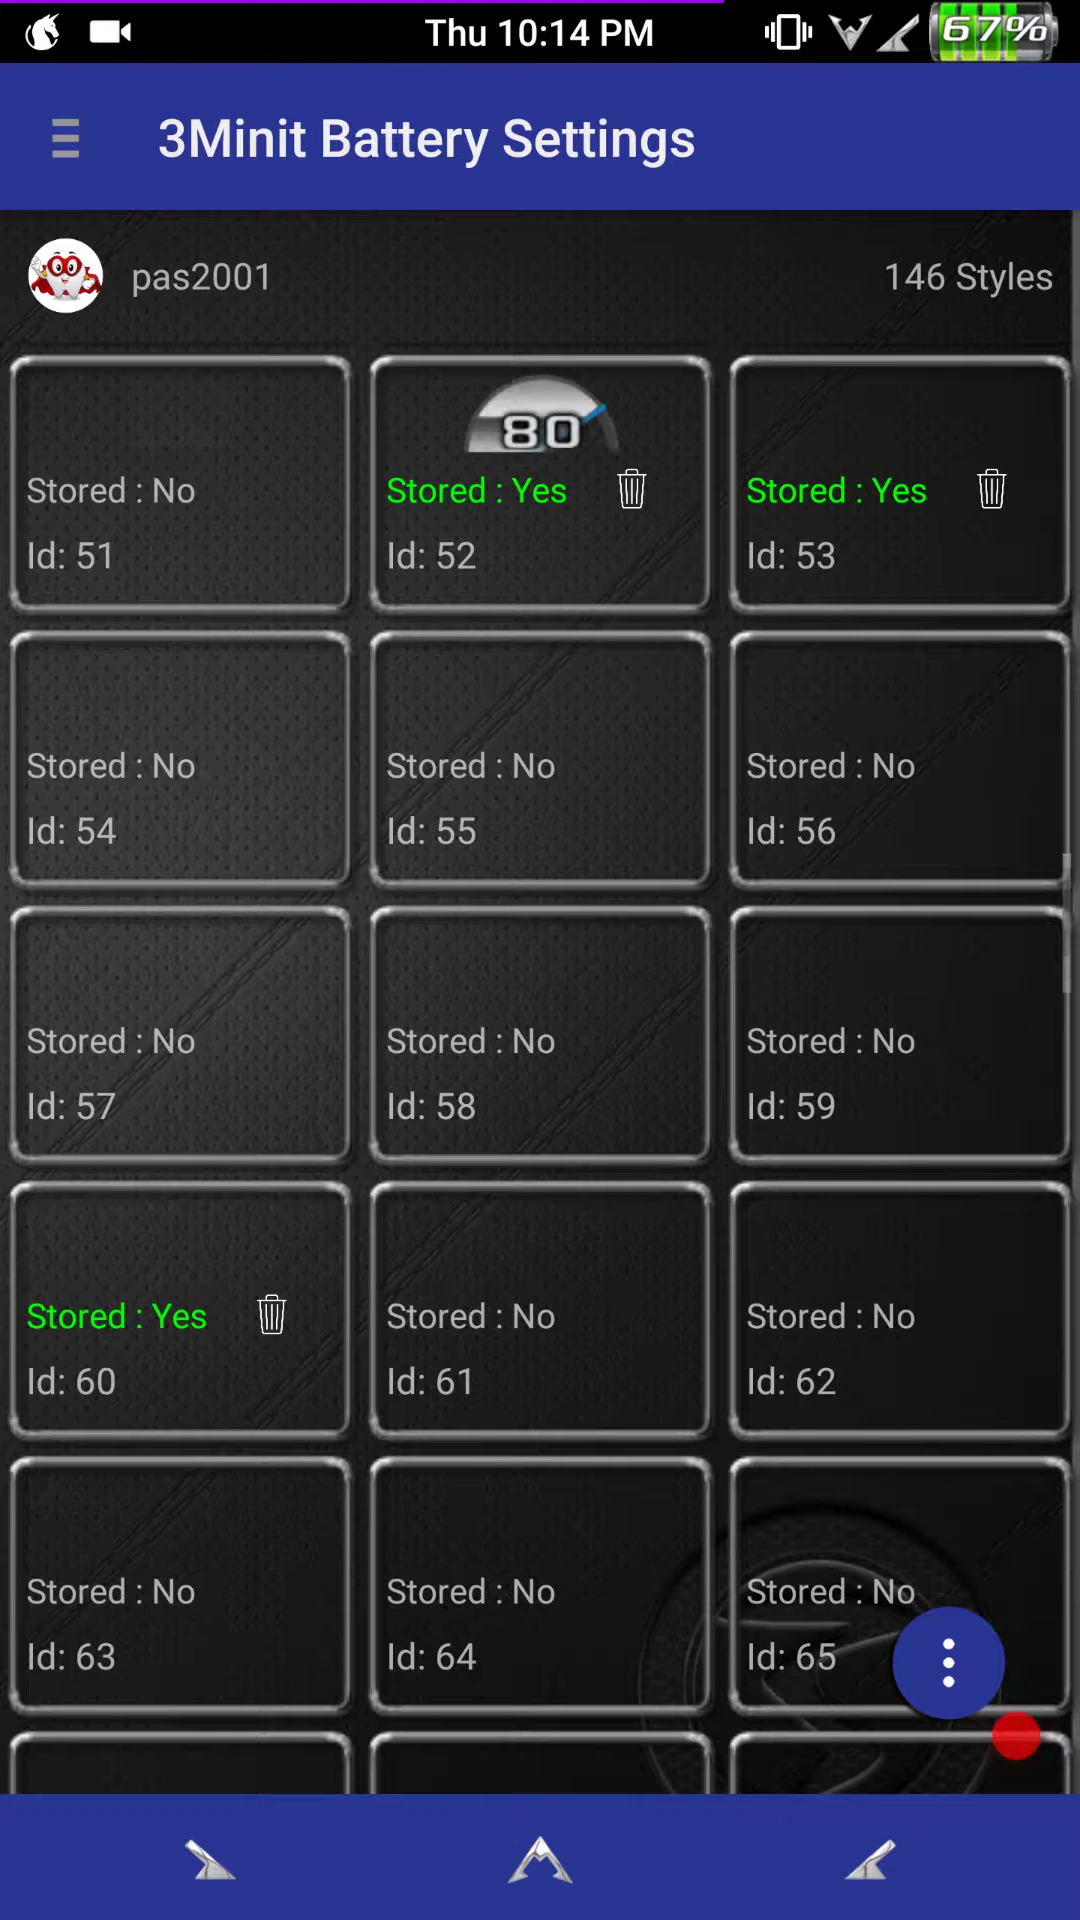 Thu 10:14 PM
67%
3Minit Battery Settings
pas2001
146 Styles
80
Stored : No
Stored : Yes
Stored : Yes
Id: 51
Id: 52
Id: 53
Stored : No
Stored : No
Stored : No
Id: 54
Id: 55
Id: 56
Stored : No
Stored : No
Stored : No
Id: 57
Id: 58
Id: 59
Stored : Yes
Stored : No
Stored : No
Id: 60
Id: 61
Id: 62
Stored : No
Stored : No
Stored : No
Id: 63
Id: 64
Id: 65